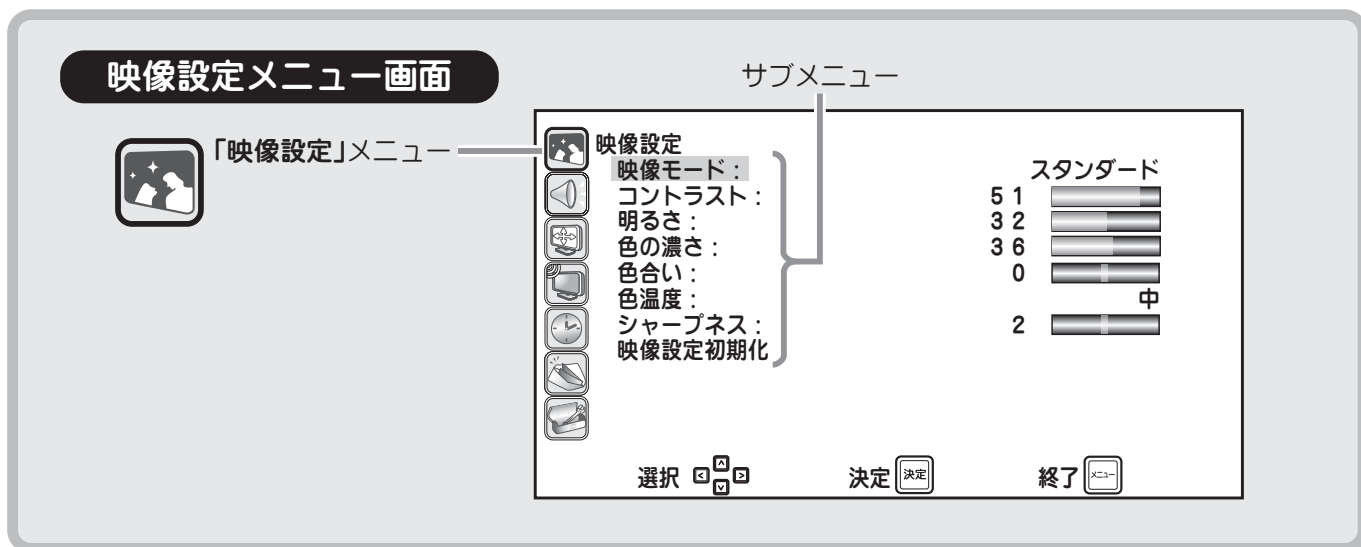 映像設定メニュー画面
サブメニュー
「映像設定」メニュー
映像設定
映像モード： スタンダード
コントラスト： 51
明るさ： 32
色の濃さ： 36
色合い： 0
色温度： 中
シャープネス： 2
映像設定初期化
選択 決定 決定 終了 メニュー